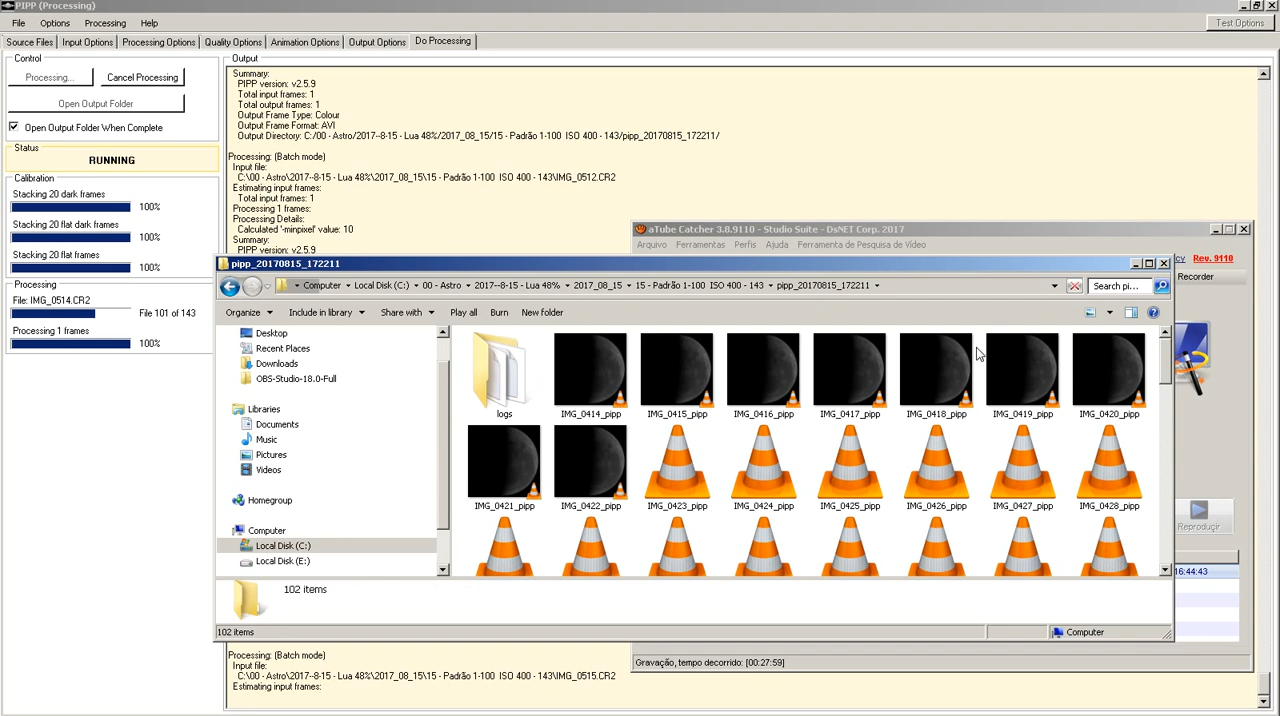 PIPP (Processing)
File Options Processing Help
Test Options
Source Files Input Options Processing Options Quality Options Animation Options Output Options Do Processing
Control
Processing... Cancel Processing
Open Output Folder
Open Output Folder When Complete
Status
RUNNING
Calibration
Stacking 20 dark frames
100%
Stacking 20 flat dark frames
100%
Stacking 20 flat frames
100%
Processing
File: IMG_0514.CR2
File 101 of 143
Processing 1 frames
100%
Output
Summary:
PIPP version: v2.5.9
Total input frames: 1
Total output frames: 1
Output Frame Type: Colour
Output Frame Format: AVI
Output Directory: C:/00 - Astro/2017--8-15 - Lua 48%/2017_08_15/15 - Padrão 1-100 ISO 400 - 143/pipp_20170815_172211/
Processing: (Batch mode)
Input file:
C:\00 - Astro\2017--8-15 - Lua 48%\2017_08_15\15 - Padrão 1-100 ISO 400 - 143\IMG_0512.CR2
Estimating input frames:
Total input frames: 1
Processing 1 frames:
Processing Details:
Calculated '-minpixel' value: 10
Summary:
PIPP version: v2.5.9
aTube Catcher 3.8.9110 - Studio Suite - DsNET Corp. 2017
Arquivo Ferramentas Perfis Ajuda Ferramenta de Pesquisa de Vídeo
Rev. 9110
Recorder
Reproduçir
16:44:43
Gravação, tempo decorrido: [00:27:59]
pipp_20170815_172211
Computer Local Disk (C:) 00 - Astro 2017--8-15 - Lua 48% 2017_08_15 15 - Padrão 1-100 ISO 400 - 143 pipp_20170815_172211
Search pi...
Organize Include in library Share with Play all Burn New folder
Desktop
Recent Places
Downloads
OBS-Studio-18.0-Full
Libraries
Documents
Music
Pictures
Videos
Homegroup
Computer
Local Disk (C:)
Local Disk (E:)
logs IMG_0414_pipp IMG_0415_pipp IMG_0416_pipp IMG_0417_pipp IMG_0418_pipp IMG_0419_pipp IMG_0420_pipp
IMG_0421_pipp IMG_0422_pipp IMG_0423_pipp IMG_0424_pipp IMG_0425_pipp IMG_0426_pipp IMG_0427_pipp IMG_0428_pipp
102 items
102 items
Computer
Processing: (Batch mode)
Input file:
C:\00 - Astro\2017--8-15 - Lua 48%\2017_08_15\15 - Padrão 1-100 ISO 400 - 143\IMG_0515.CR2
Estimating input frames: